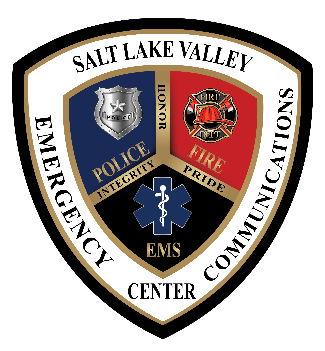 SALT LAKE VALLEY
EMERGENCY
COMMUNICATIONS
CENTER
HONOR
POLICE
INTEGRITY
FIRE
PRIDE
EMS